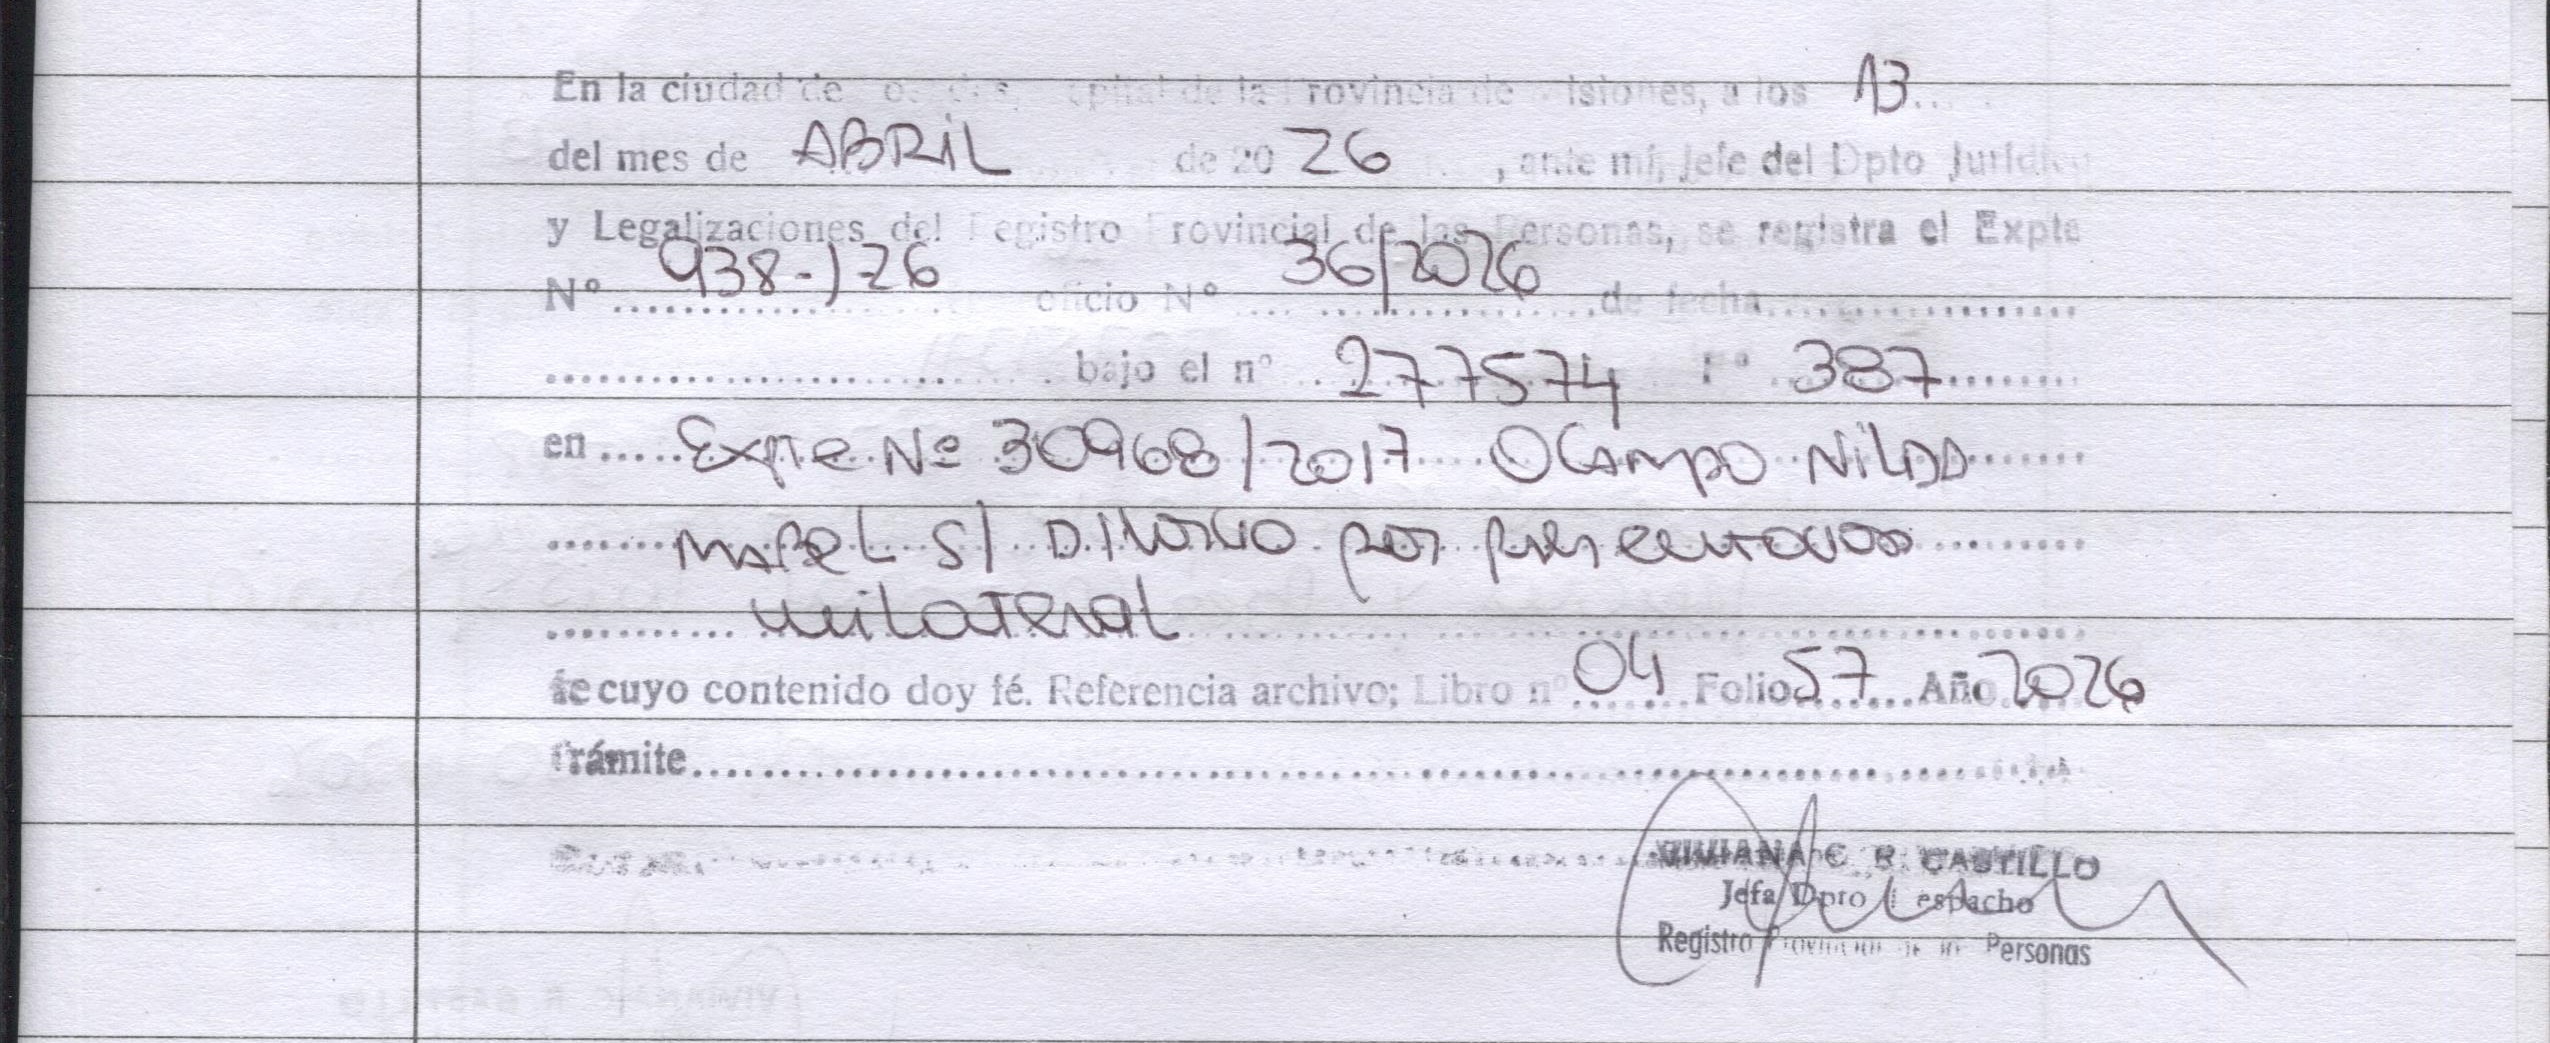 En la ciudad de Posadas, capital de la Provincia de Misiones, a los 13
del mes de ABRIL de 2026, ante mí, Jefe del Dpto Jurídico
y Legalizaciones del Registro Provincial de las Personas, se registra el Expte
N° 938-J26 oficio N° 36/2026 de fecha
bajo el n° 277574 F° 387
en Expte Nº 30968/2017 Ocampo Nilda
Mabel S/ Divorcio por presentacion
unilateral
de cuyo contenido doy fé. Referencia archivo; Libro n° 04 Folio 57 Año 2026
Trámite
VIVIANA C. R. CASTILLO
Jefa Dpto Despacho
Registro Provincial de las Personas